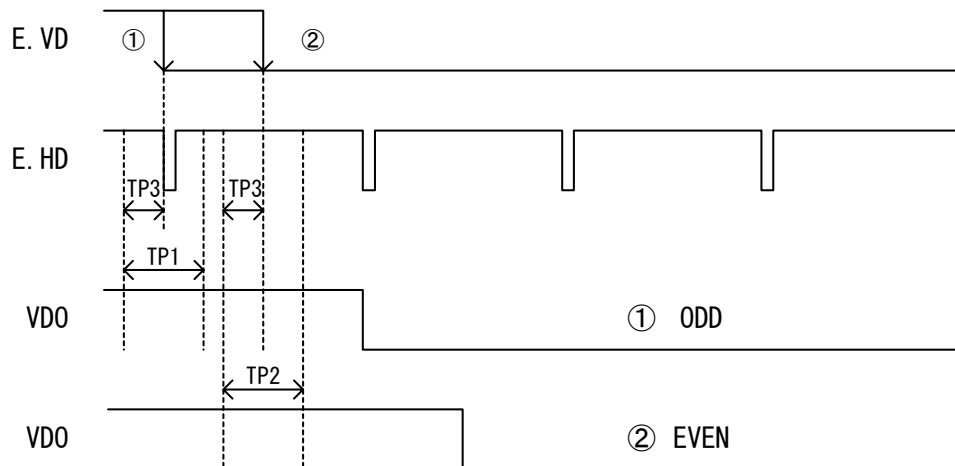 E. VD ① ②
E. HD
TP3 TP3
TP1
VDO ① ODD
TP2
VDO ② EVEN